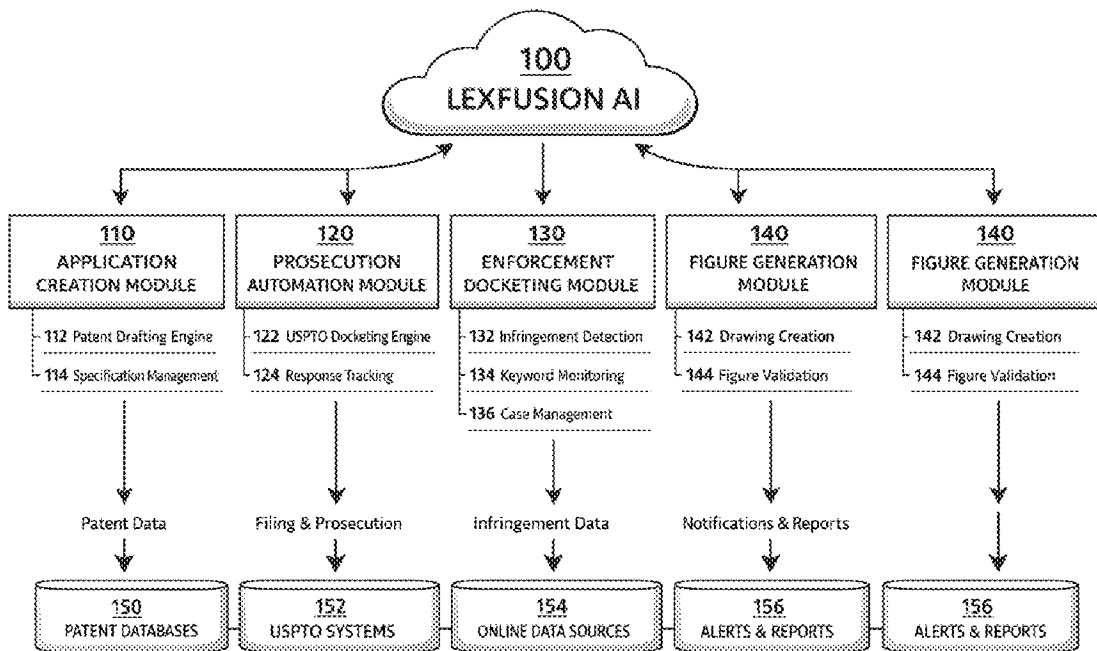 100
LEXFUSION AI
110
APPLICATION
CREATION MODULE
112 Patent Drafting Engine
114 Specification Management
120
PROSECUTION
AUTOMATION MODULE
122 USPTO Docketing Engine
124 Response Tracking
130
ENFORCEMENT
DOCKETING MODULE
132 Infringement Detection
134 Keyword Monitoring
136 Case Management
140
FIGURE GENERATION
MODULE
142 Drawing Creation
144 Figure Validation
140
FIGURE GENERATION
MODULE
142 Drawing Creation
144 Figure Validation
Patent Data
Filing & Prosecution
Infringement Data
Notifications & Reports
150
PATENT DATABASES
152
USPTO SYSTEMS
154
ONLINE DATA SOURCES
156
ALERTS & REPORTS
156
ALERTS & REPORTS